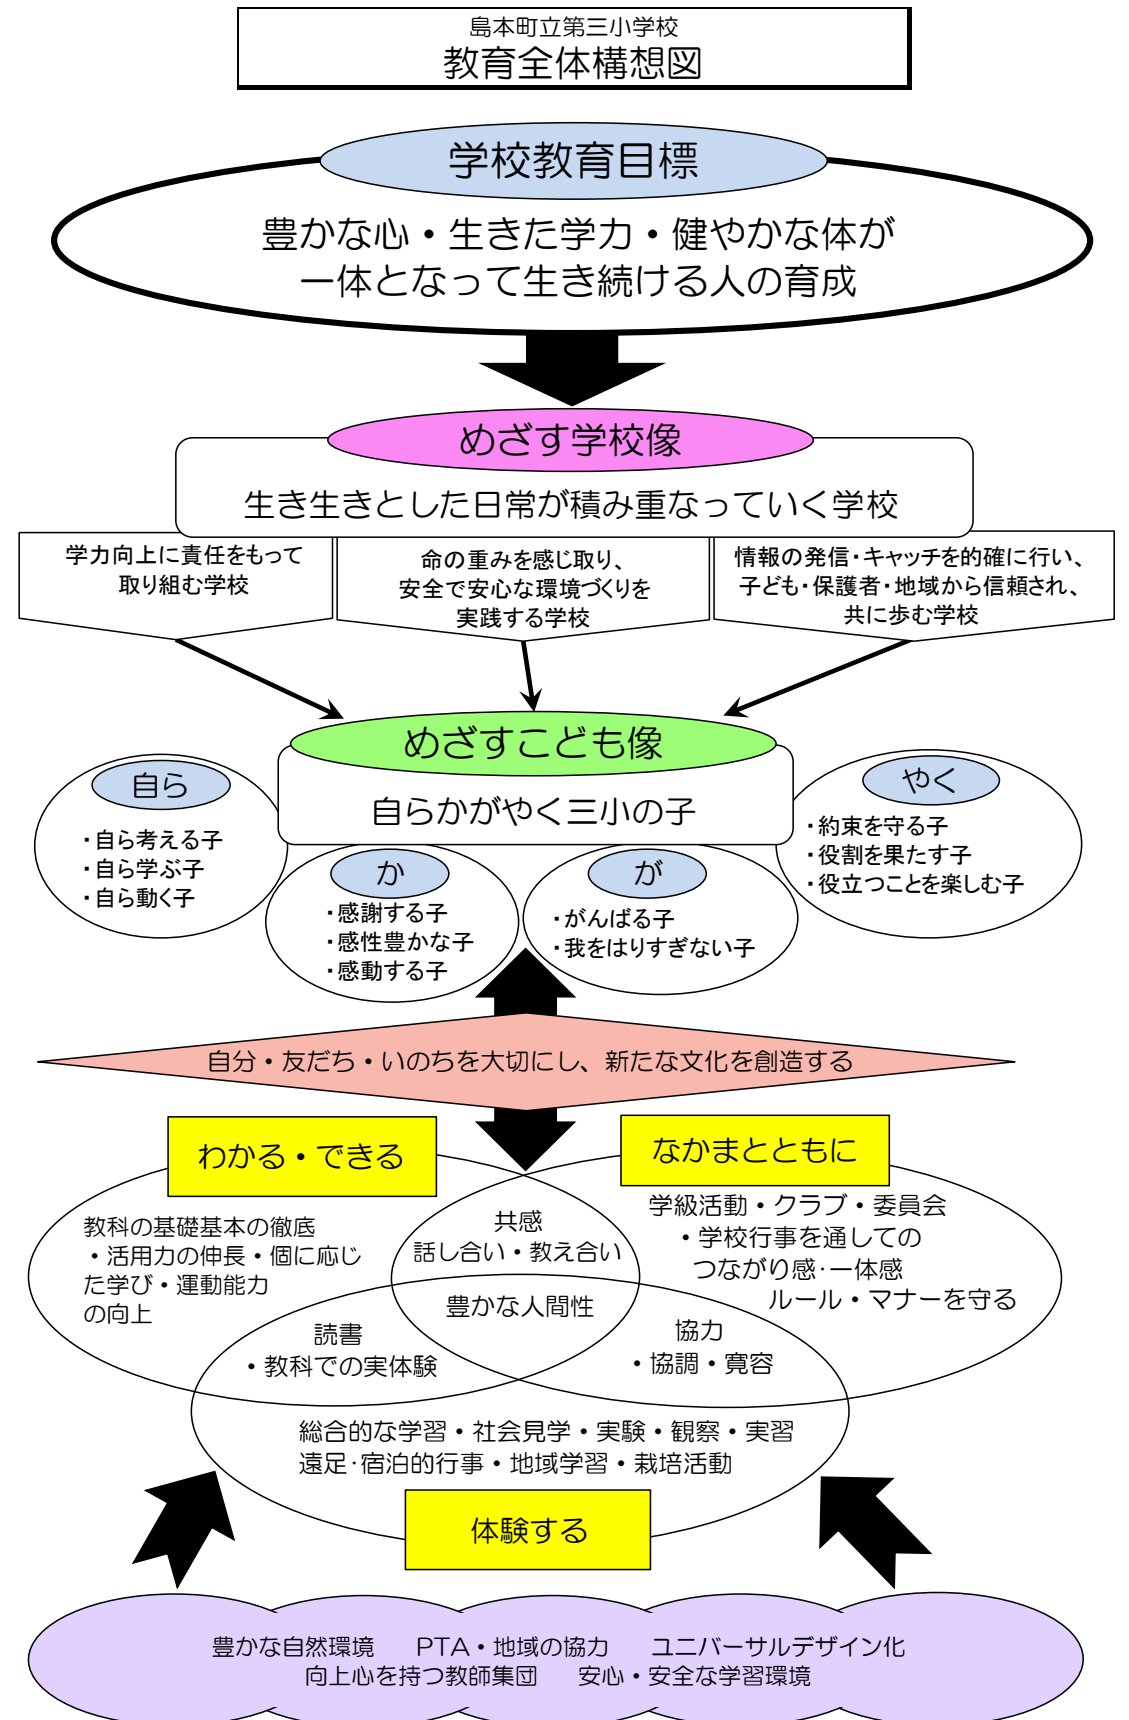 島本町立第三小学校
教育全体構想図
学校教育目標
豊かな心・生きた学力・健やかな体が
一体となって生き続ける人の育成
めざす学校像
生き生きとした日常が積み重なっていく学校
学力向上に責任をもって
取り組む学校
命の重みを感じ取り、
安全で安心な環境づくりを
実践する学校
情報の発信・キャッチを的確に行い、
子ども・保護者・地域から信頼され、
共に歩む学校
めざすこども像
自らかがやく三小の子
自ら
・自ら考える子
・自ら学ぶ子
・自ら動く子
か
・感謝する子
・感性豊かな子
・感動する子
が
・がんばる子
・我をはりすぎない子
やく
・約束を守る子
・役割を果たす子
・役立つことを楽しむ子
自分・友だち・いのちを大切にし、新たな文化を創造する
わかる・できる
教科の基礎基本の徹底
・活用力の伸長・個に応じ
た学び・運動能力
の向上
なかまとともに
学級活動・クラブ・委員会
・学校行事を通しての
つながり感・一体感
ルール・マナーを守る
共感
話し合い・教え合い
豊かな人間性
読書
・教科での実体験
協力
・協調・寛容
総合的な学習・社会見学・実験・観察・実習
遠足・宿泊的行事・地域学習・栽培活動
体験する
豊かな自然環境　PTA・地域の協力　ユニバーサルデザイン化
向上心を持つ教師集団　安心・安全な学習環境